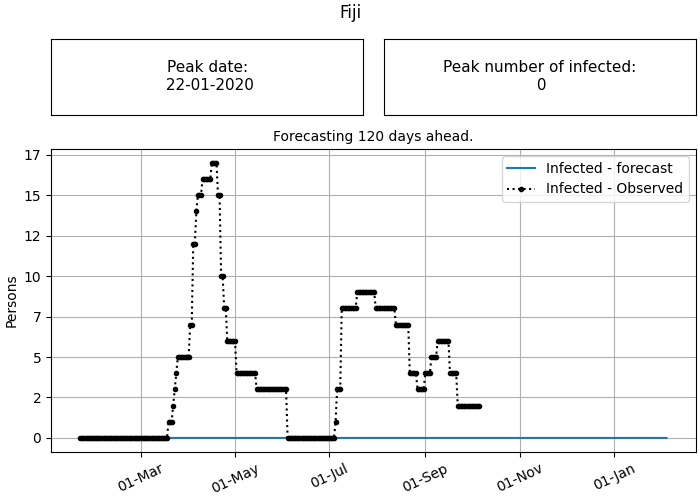 Fiji
Peak date:
22-01-2020
Peak number of infected:
0
Forecasting 120 days ahead.
Infected - forecast
Infected - Observed
Persons
17
15
12
10
7
5
2
0
01-Mar
01-May
01-Jul
01-Sep
01-Nov
01-Jan